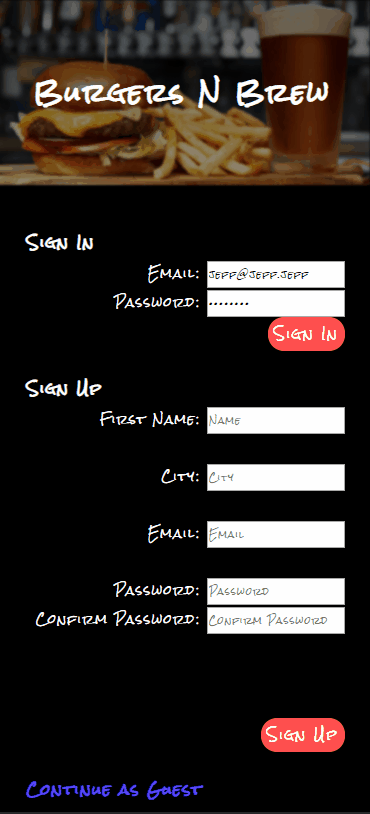 Burgers N Brew
Sign In
Email: jeff@jeff.jeff
Password: ••••••••
Sign In
Sign Up
First Name: Name
City: City
Email: Email
Password: Password
Confirm Password: Confirm Password
Sign Up
Continue as Guest